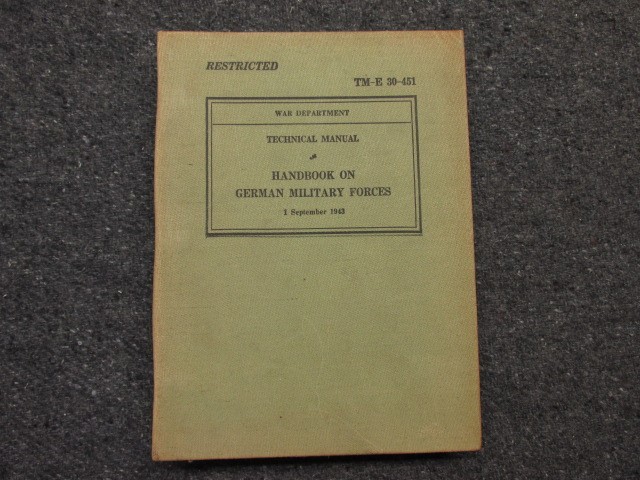 RESTRICTED
TM-E 30-451
WAR DEPARTMENT
TECHNICAL MANUAL
HANDBOOK ON
GERMAN MILITARY FORCES
1 September 1943